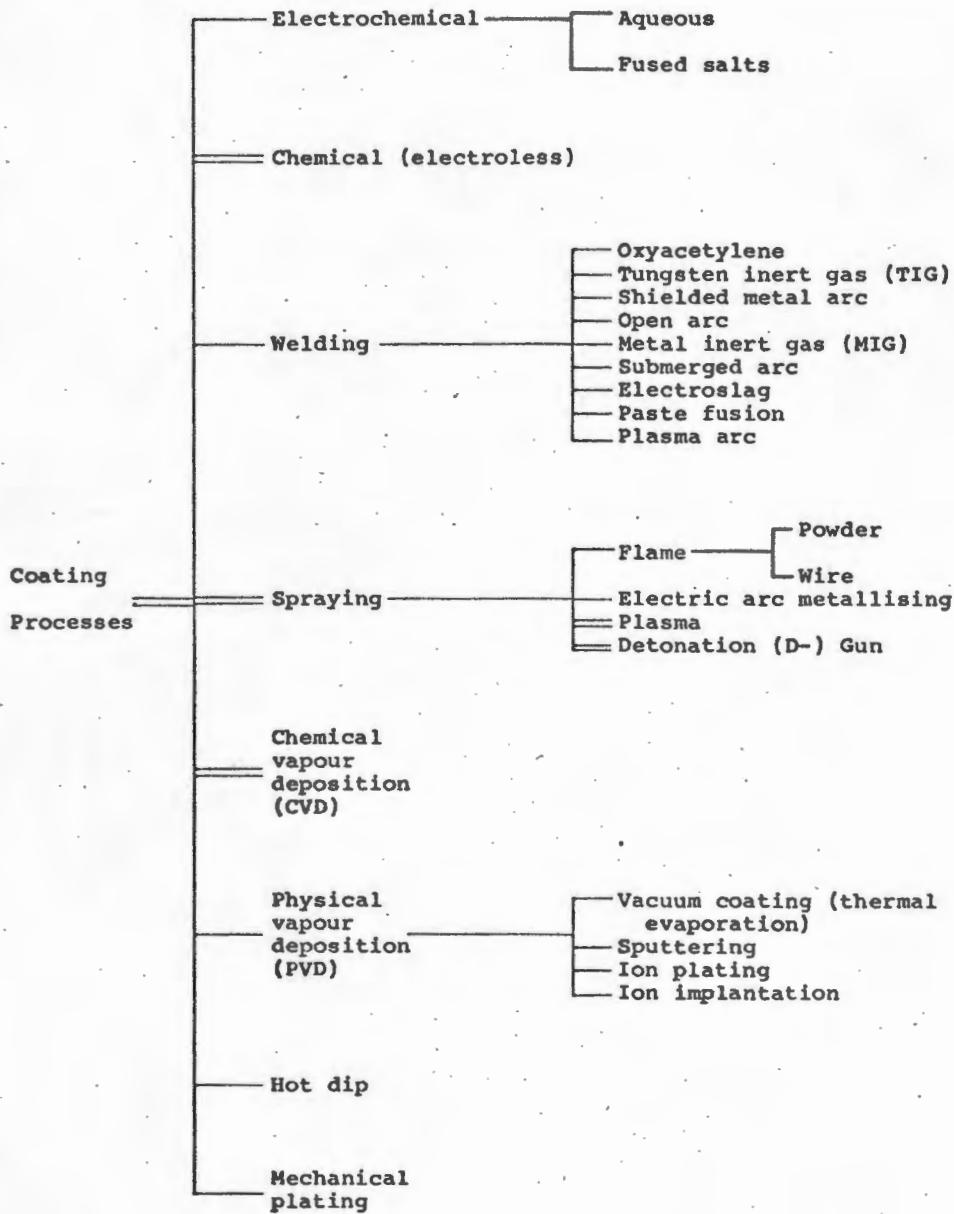 Electrochemical
Aqueous
Fused salts
Chemical (electroless)
Welding
Oxyacetylene
Tungsten inert gas (TIG)
Shielded metal arc
Open arc
Metal inert gas (MIG)
Submerged arc
Electroslag
Paste fusion
Plasma arc
Coating
Processes
Spraying
Flame
Powder
Wire
Electric arc metallising
Plasma
Detonation (D-) Gun
Chemical
vapour
deposition
(CVD)
Physical
vapour
deposition
(PVD)
Vacuum coating (thermal
evaporation)
Sputtering
Ion plating
Ion implantation
Hot dip
Mechanical
plating